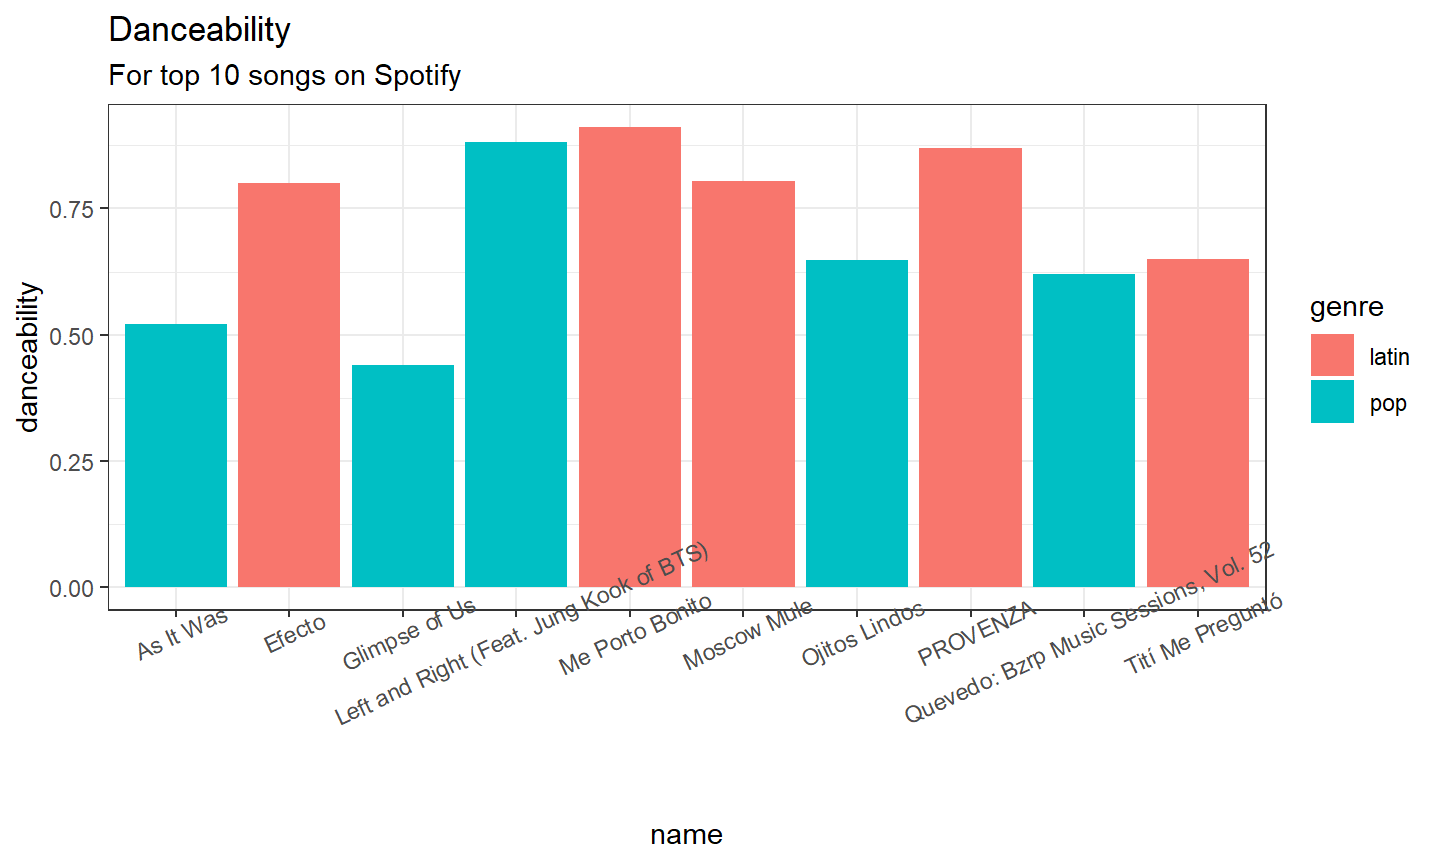 Danceability
For top 10 songs on Spotify
danceability
0.75
0.50
0.25
0.00
As It Was
Efecto
Glimpse of Us
Left and Right (Feat. Jung Kook of BTS)
Me Porto Bonito
Moscow Mule
Ojitos Lindos
PROVENZA
Quevedo: Bzrp Music Sessions, Vol. 52
Tití Me Preguntó
name
genre
latin
pop